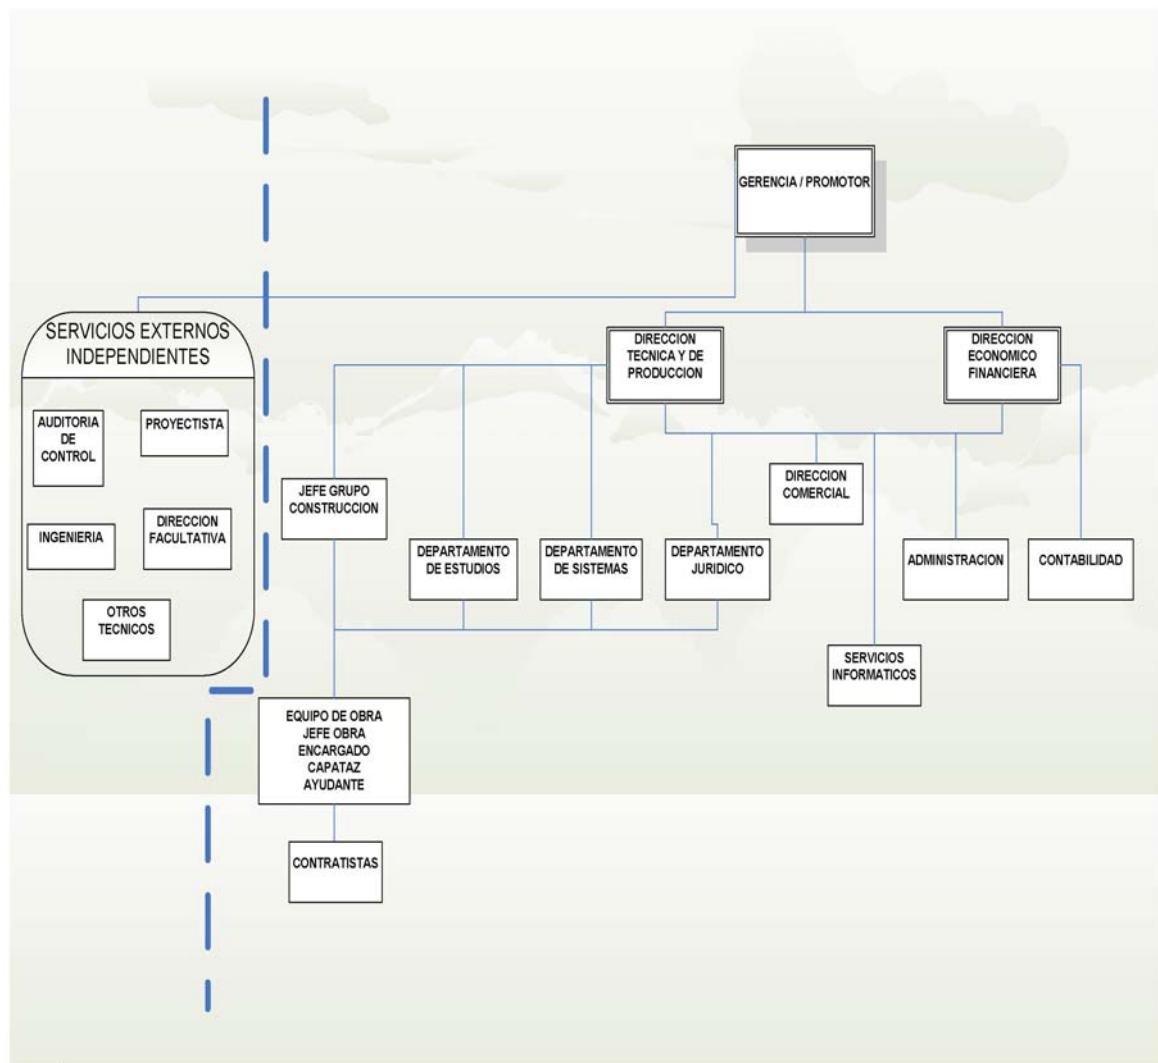 GERENCIA / PROMOTOR
SERVICIOS EXTERNOS
INDEPENDIENTES
AUDITORIA
DE
CONTROL
PROYECTISTA
INGENIERIA
DIRECCION
FACULTATIVA
OTROS
TECNICOS
DIRECCION
TECNICA Y DE
PRODUCCION
DIRECCION
ECONOMICO
FINANCIERA
JEFE GRUPO
CONSTRUCCION
DIRECCION
COMERCIAL
DEPARTAMENTO
DE ESTUDIOS
DEPARTAMENTO
DE SISTEMAS
DEPARTAMENTO
JURIDICO
ADMINISTRACION
CONTABILIDAD
SERVICIOS
INFORMATICOS
EQUIPO DE OBRA
JEFE OBRA
ENCARGADO
CAPATAZ
AYUDANTE
CONTRATISTAS